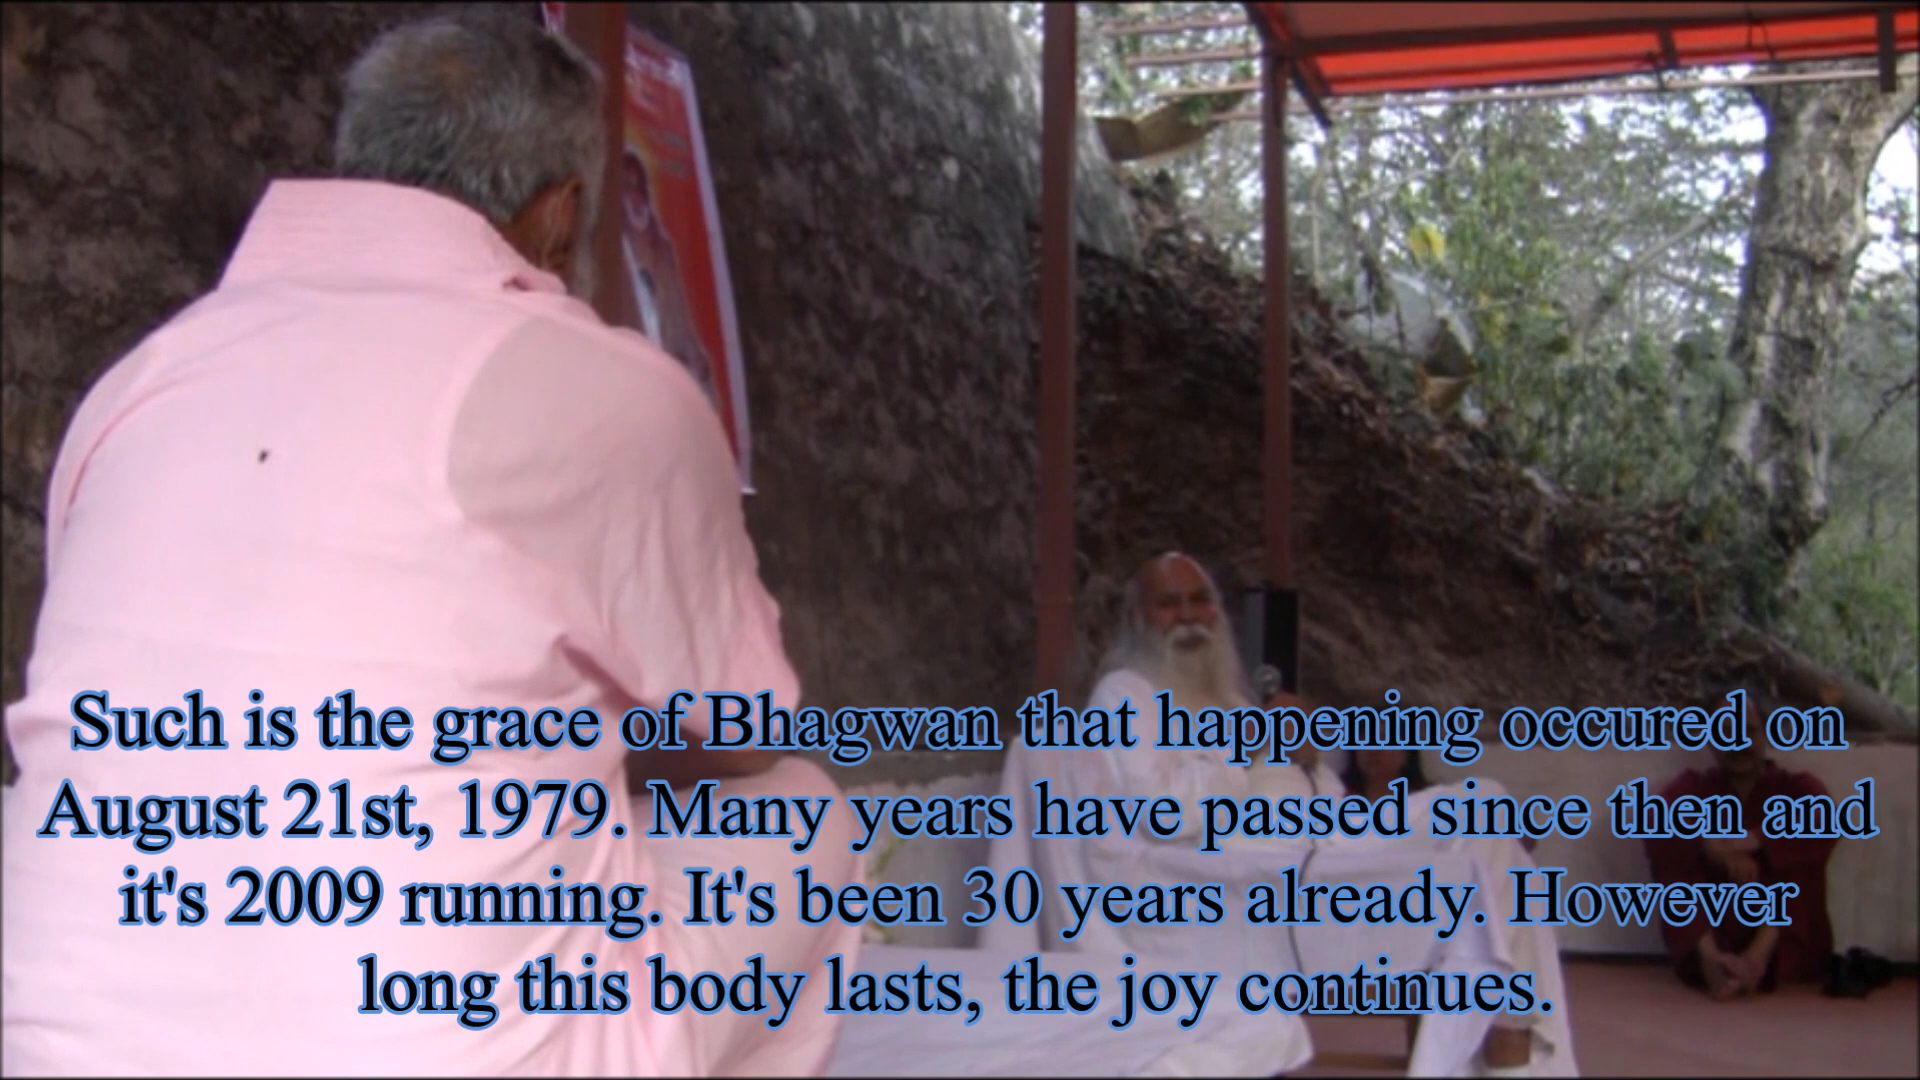 Such is the grace of Bhagwan that happening occured on
August 21st, 1979. Many years have passed since then and
it's 2009 running. It's been 30 years already. However
long this body lasts, the joy continues.